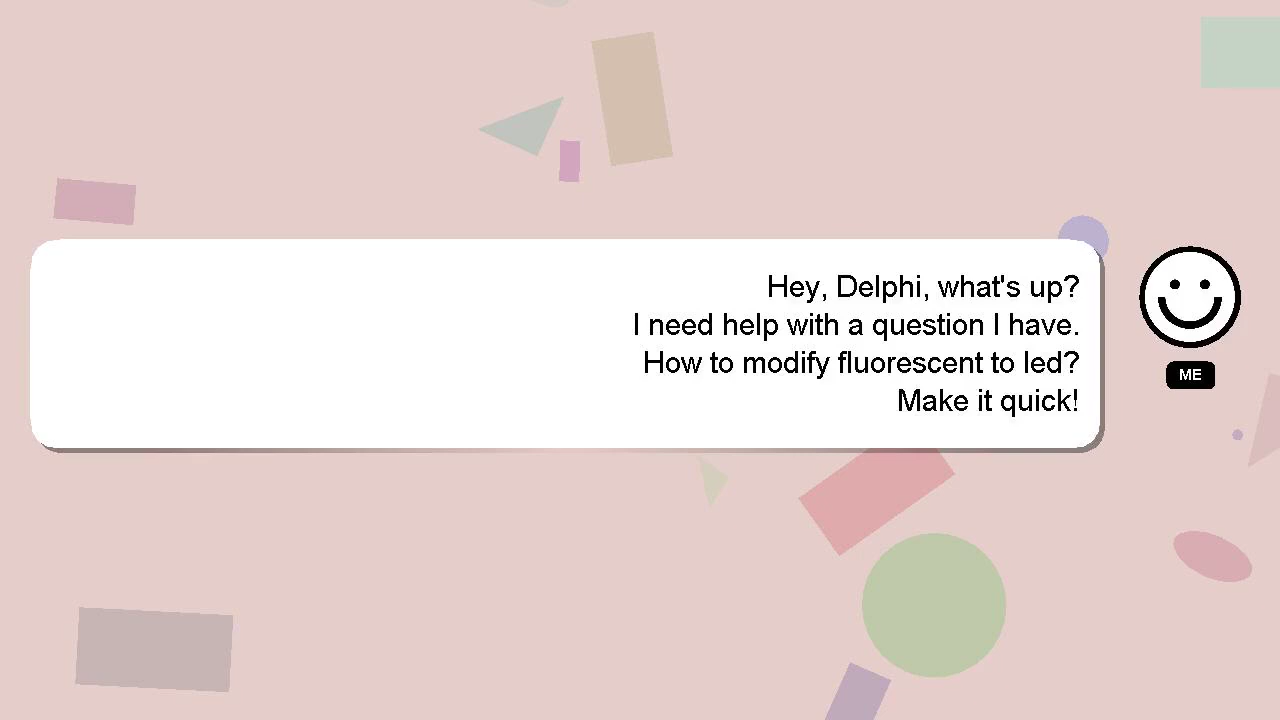 Hey, Delphi, what's up?
I need help with a question I have.
How to modify fluorescent to led?
Make it quick!
ME